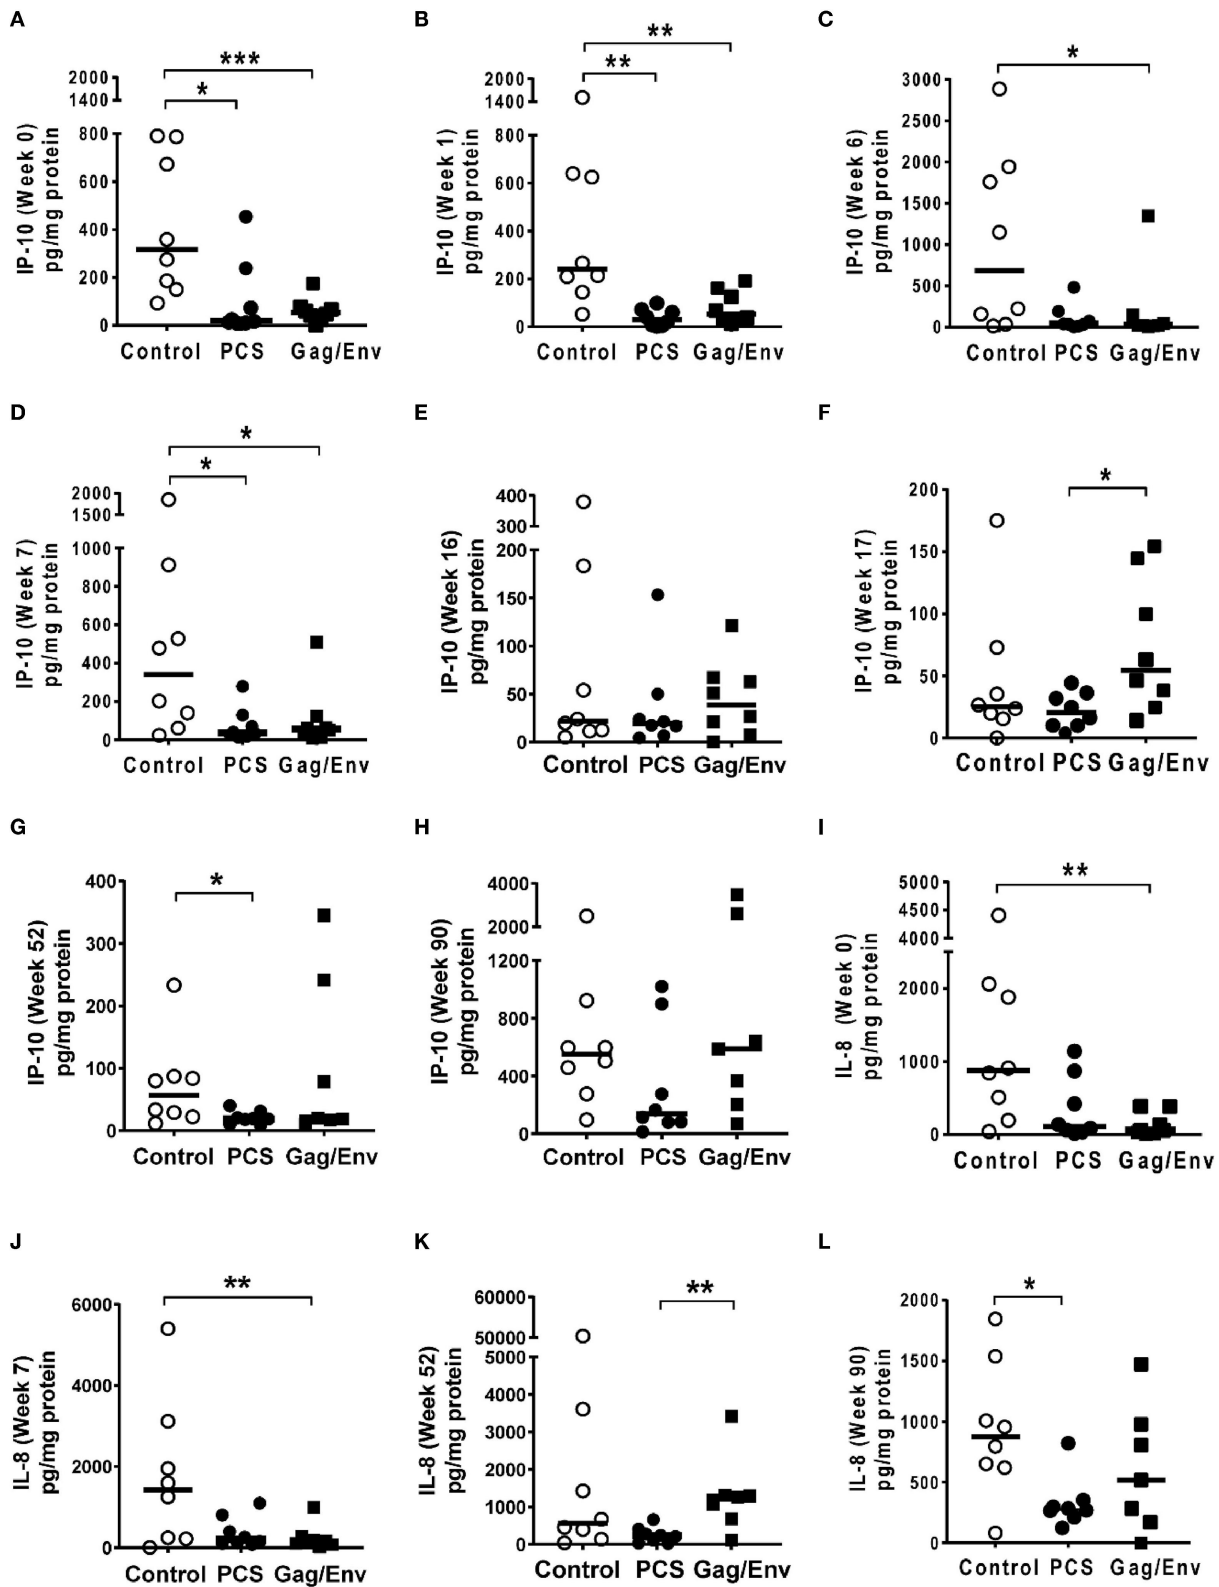 A
IP-10 (Week 0)
pg/mg protein
2000
1400
800
600
400
200
0
***
*
Control PCS Gag/Env
B
IP-10 (Week 1)
pg/mg protein
2000
1400
800
600
400
200
0
**
**
Control PCS Gag/Env
C
IP-10 (Week 6)
pg/mg protein
3000
2500
2000
1500
1000
500
0
*
Control PCS Gag/Env
D
IP-10 (Week 7)
pg/mg protein
2000
1500
1000
800
600
400
200
0
*
*
Control PCS Gag/Env
E
IP-10 (Week 16)
pg/mg protein
400
300
200
150
100
50
0
Control PCS Gag/Env
F
IP-10 (Week 17)
pg/mg protein
200
150
100
50
0
*
Control PCS Gag/Env
G
IP-10 (Week 52)
pg/mg protein
400
300
200
100
0
*
Control PCS Gag/Env
H
IP-10 (Week 90)
pg/mg protein
4000
2000
1200
800
400
0
Control PCS Gag/Env
I
IL-8 (Week 0)
pg/mg protein
5000
4500
4000
2000
1000
0
**
Control PCS Gag/Env
J
IL-8 (Week 7)
pg/mg protein
6000
4000
2000
0
**
Control PCS Gag/Env
K
IL-8 (Week 52)
pg/mg protein
60000
50000
5000
4000
3000
2000
1000
0
**
Control PCS Gag/Env
L
IL-8 (Week 90)
pg/mg protein
2000
1500
1000
500
0
*
Control PCS Gag/Env